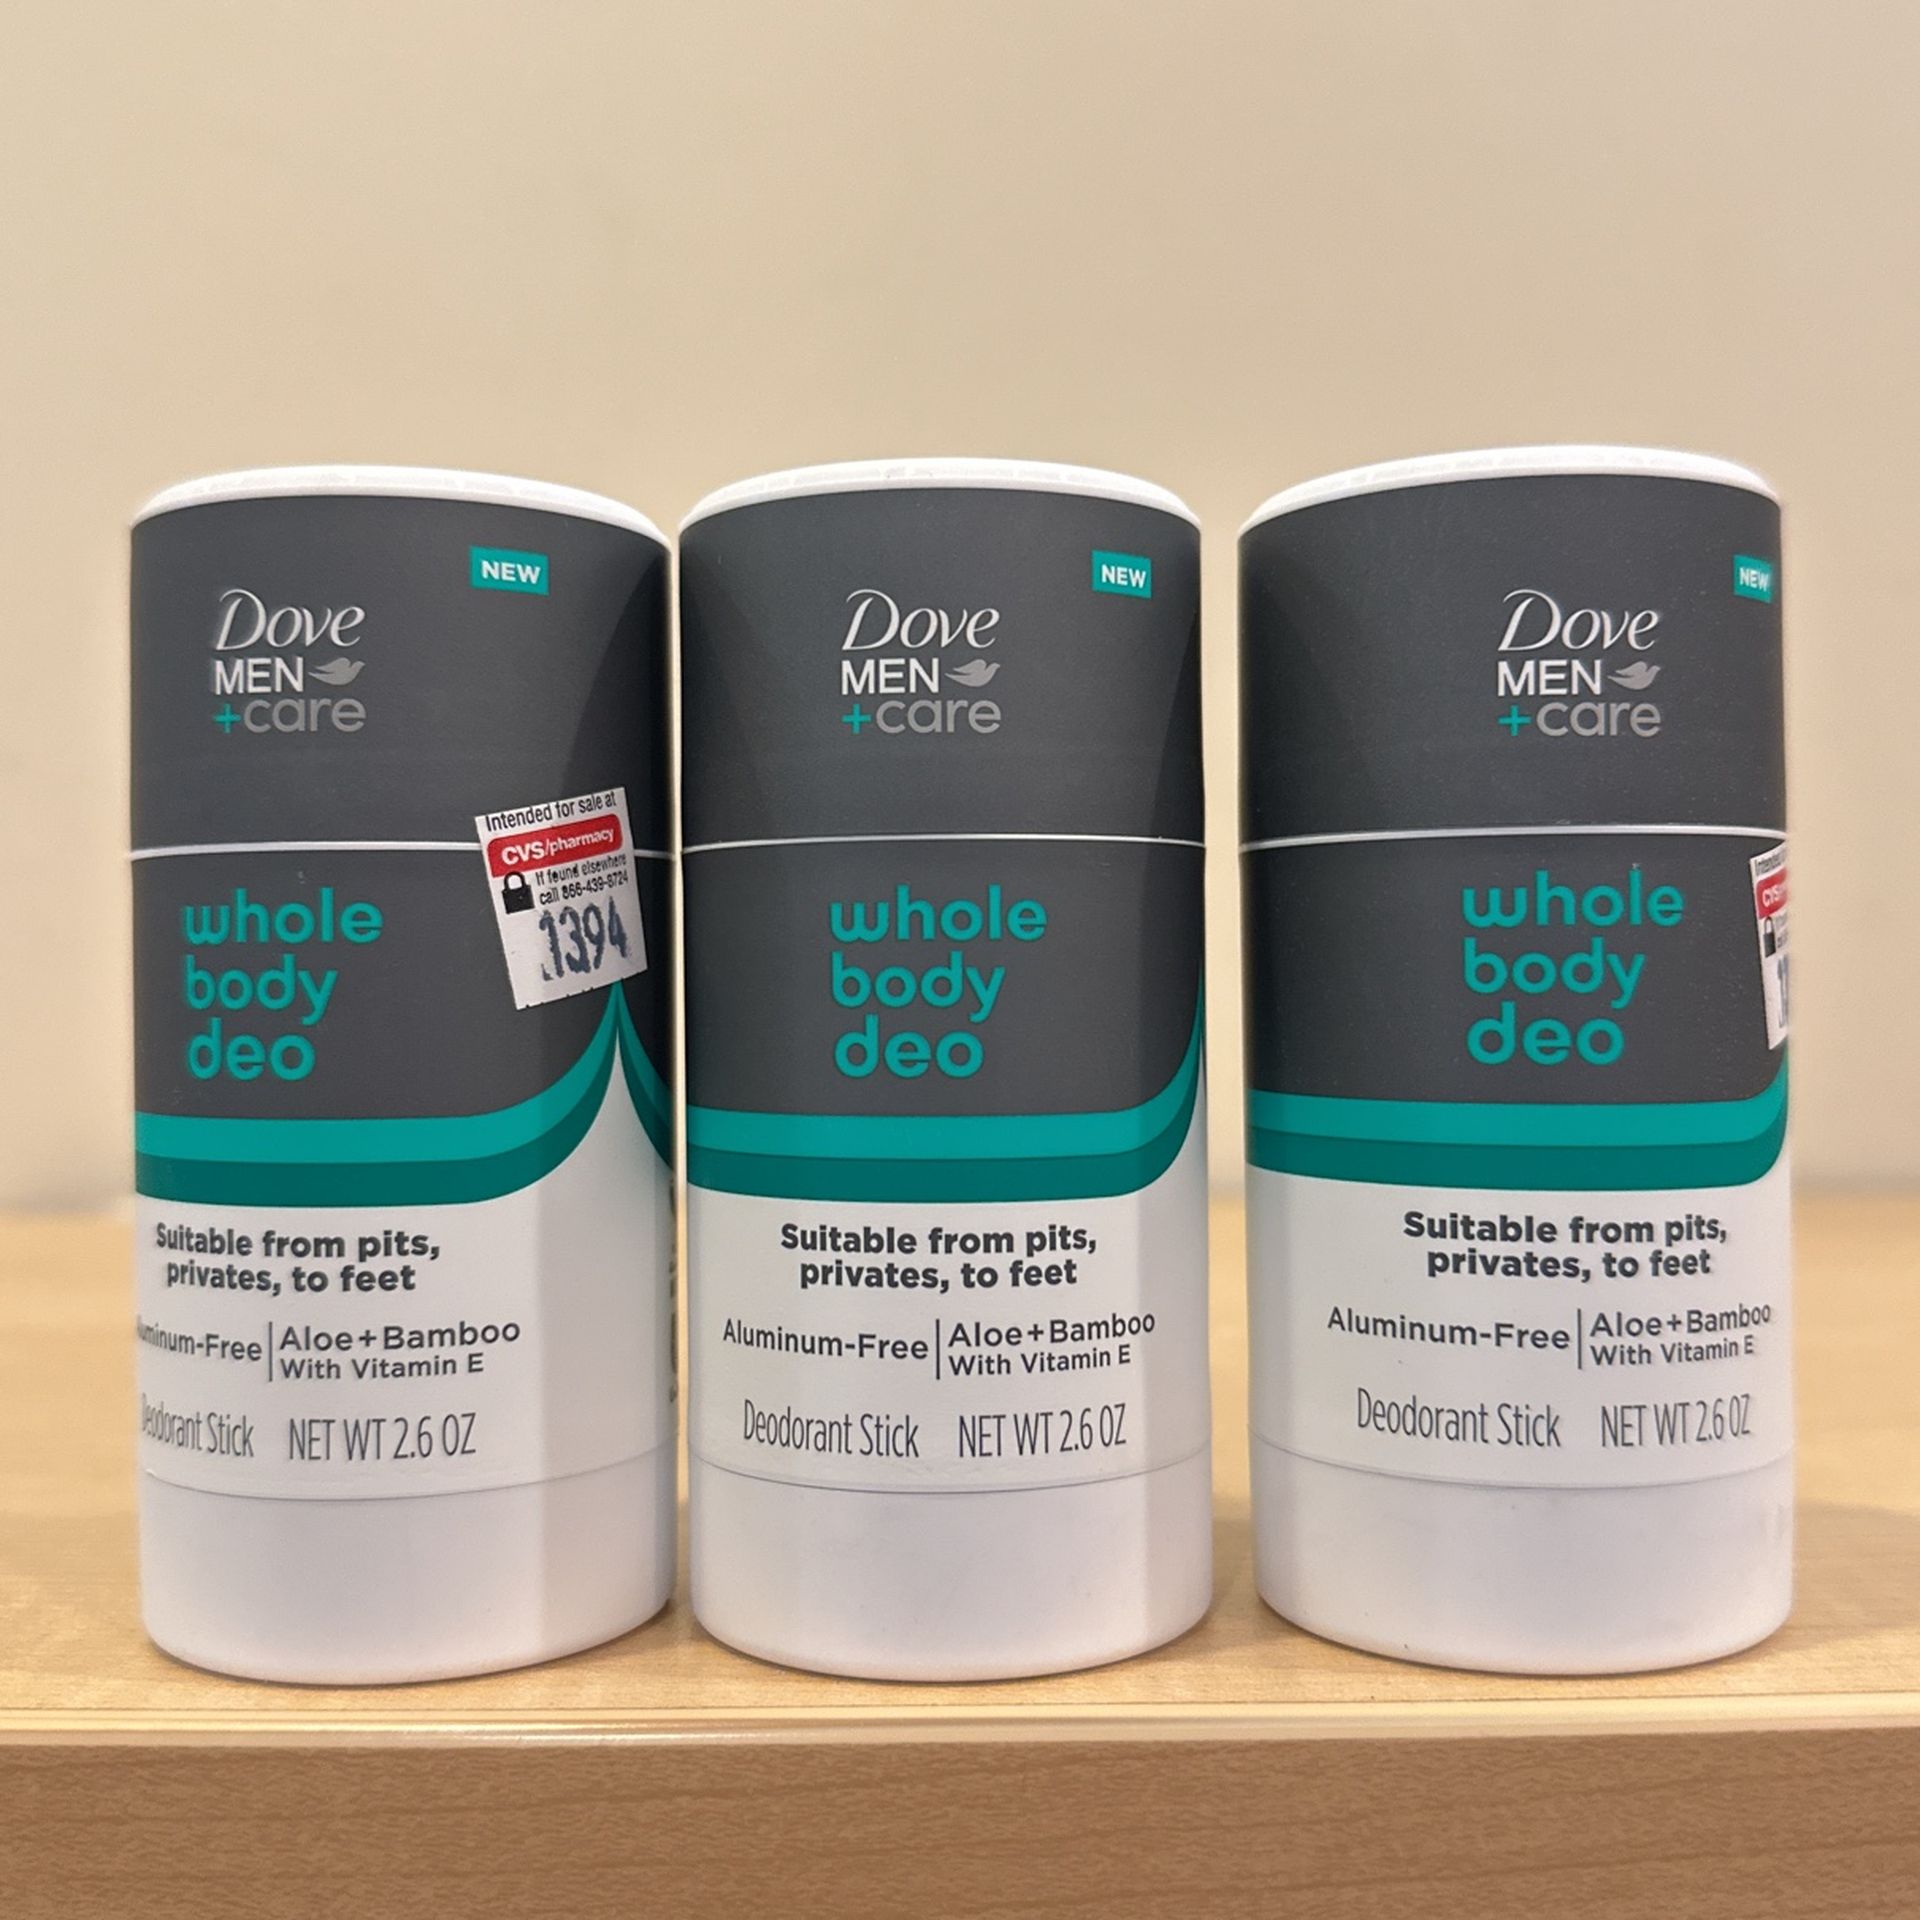 NEW
Dove
MEN
+care
Intended for sale at
CVS/pharmacy
If found elsewhere
call 866-439-8724
1394
whole
body
deo
Suitable from pits,
privates, to feet
Aluminum-Free
Aloe+Bamboo
With Vitamin E
Deodorant Stick NET WT 2.6 OZ
NEW
Dove
MEN
+care
whole
body
deo
Suitable from pits,
privates, to feet
Aluminum-Free
Aloe+Bamboo
With Vitamin E
Deodorant Stick NET WT 2.6 OZ
NEW
Dove
MEN
+care
whole
body
deo
CVS
Suitable from pits,
privates, to feet
Aluminum-Free
Aloe+Bamboo
With Vitamin E
Deodorant Stick NET WT 2.6 OZ